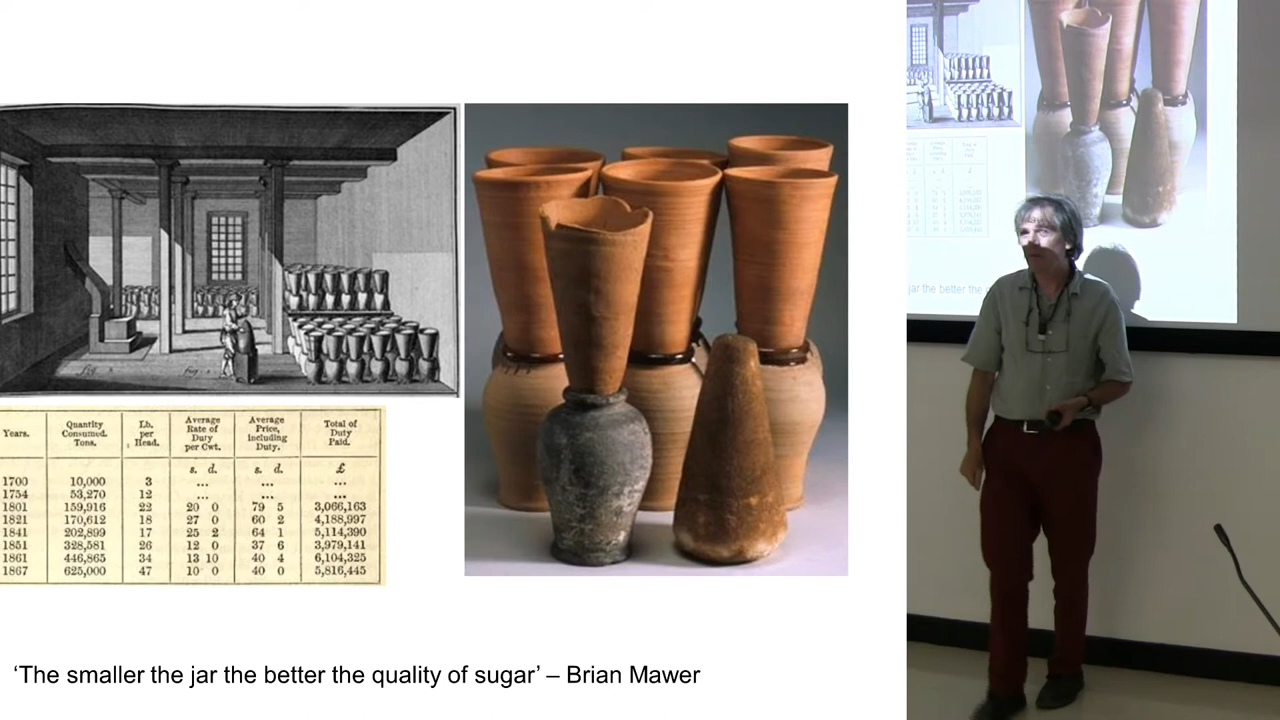 Years.
Quantity Consumed. Tons.
Lb. per Head.
Average Rate of Duty per Cwt.
Average Price, including Duty.
Total of Duty Paid.
s. d.
s. d.
£
1700 10,000 3 ... ... ...
1754 53,270 12 ... ... ...
1801 159,916 22 20 0 79 5 3,066,163
1821 170,612 18 27 0 60 2 4,188,997
1841 202,899 17 25 2 64 1 5,114,390
1851 328,581 26 12 0 37 6 3,979,141
1861 446,865 34 13 10 40 4 6,104,325
1867 625,000 47 10 0 40 0 5,816,445
‘The smaller the jar the better the quality of sugar’ – Brian Mawer
jar the better the